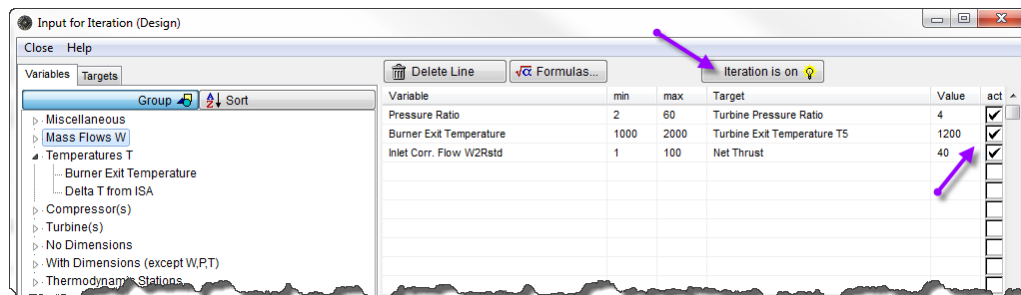 Input for Iteration (Design)
Close Help
Variables Targets
Delete Line √α Formulas... Iteration is on
Group A Z Sort
Variable min max Target Value act
Miscellaneous
Pressure Ratio 2 60 Turbine Pressure Ratio 4
Mass Flows W
Burner Exit Temperature 1000 2000 Turbine Exit Temperature T5 1200
Temperatures T
Inlet Corr. Flow W2Rstd 1 100 Net Thrust 40
Burner Exit Temperature
Delta T from ISA
Compressor(s)
Turbine(s)
No Dimensions
With Dimensions (except W,P,T)
Thermodynamic Stations